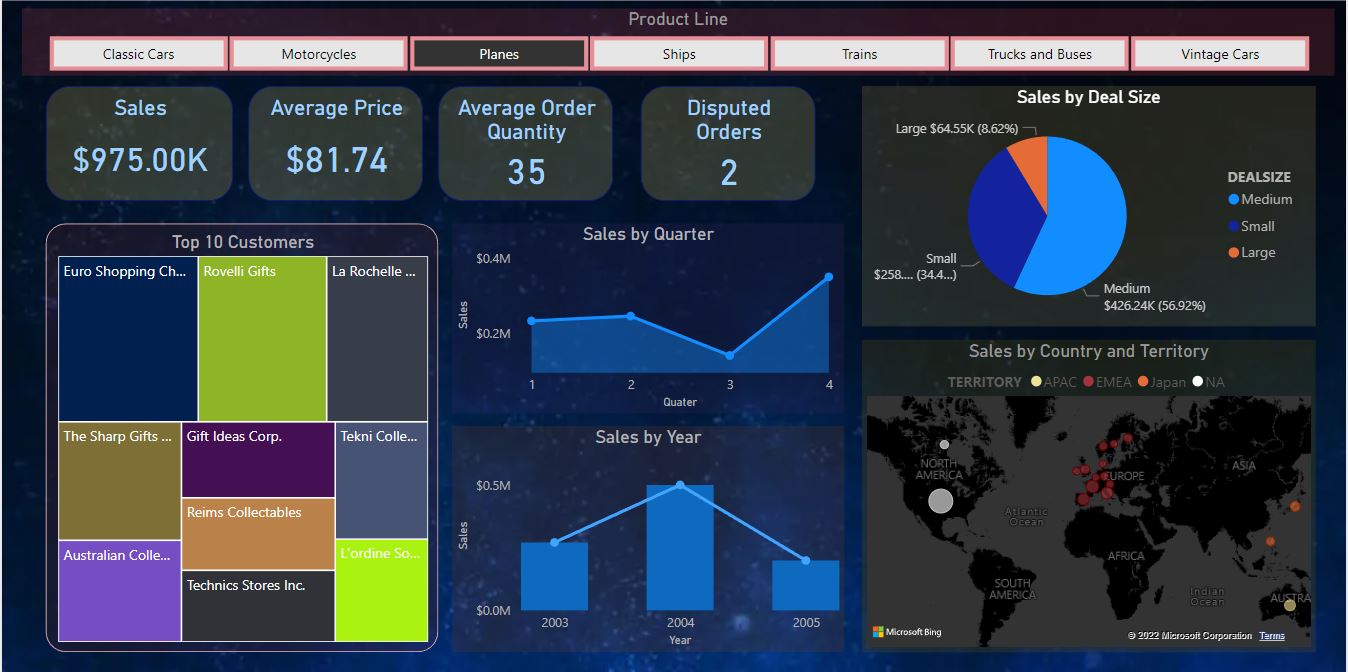 Product Line
Classic Cars
Motorcycles
Planes
Ships
Trains
Trucks and Buses
Vintage Cars
Sales
$975.00K
Average Price
$81.74
Average Order
Quantity
35
Disputed
Orders
2
Sales by Deal Size
Large $64.55K (8.62%)
Small
$258.... (34.4...)
Medium
$426.24K (56.92%)
DEALSIZE
Medium
Small
Large
Top 10 Customers
Euro Shopping Ch...
Rovelli Gifts
La Rochelle ...
The Sharp Gifts ...
Gift Ideas Corp.
Tekni Colle...
Reims Collectables
Australian Colle...
Technics Stores Inc.
L'ordine So...
Sales by Quarter
$0.4M
$0.2M
Sales
1 2 3 4
Quater
Sales by Year
$0.5M
$0.0M
Sales
2003 2004 2005
Year
Sales by Country and Territory
TERRITORY APAC EMEA Japan NA
NORTH
AMERICA
EUROPE
ASIA
Atlantic
Ocean
AFRICA
SOUTH
AMERICA
Indian
Ocean
AUSTRA
Microsoft Bing
© 2022 Microsoft Corporation Terms